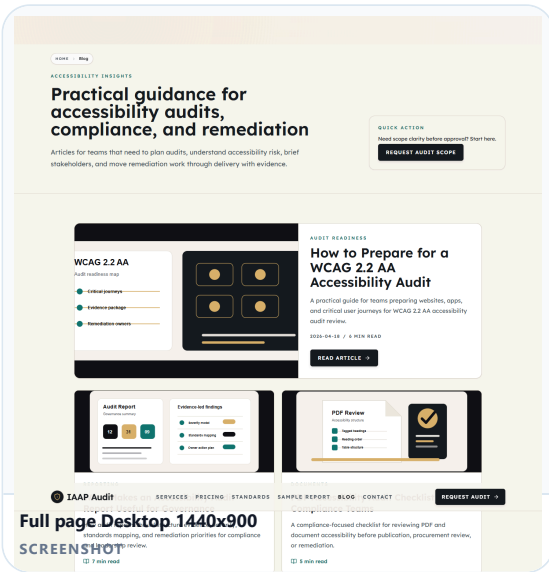 HOME / Blog
ACCESSIBILITY INSIGHTS
Practical guidance for
accessibility audits,
compliance, and remediation
Articles for teams that need to plan audits, understand accessibility risk, brief
stakeholders, and move remediation work through delivery with evidence.
QUICK ACTION
Need scope clarity before approval? Start here.
REQUEST AUDIT SCOPE
WCAG 2.2 AA
Audit readiness map
Critical journeys
Evidence package
Remediation owners
AUDIT READINESS
How to Prepare for a
WCAG 2.2 AA
Accessibility Audit
A practical guide for teams preparing websites, apps,
and critical user journeys for WCAG 2.2 AA accessibility
audit review.
2026-04-18 / 6 MIN READ
READ ARTICLE →
Audit Report
Governance summary
12
Evidence-led findings
Severity model
Standards mapping
Owner action plan
PDF Review
Accessibility structure
Tagged headings
Reading order
Table structure
IAAP Audit
SERVICES PRICING STANDARDS SAMPLE REPORT BLOG CONTACT
REQUEST AUDIT →
Report Useful for Governance
Compliance Teams
Full page Desktop 1440x900
standards mapping, and remediation priorities for compliance
and leadership review.
7 min read
A compliance-focused checklist for reviewing PDF and
document accessibility before publication, procurement review,
or remediation.
5 min read
SCREENSHOT